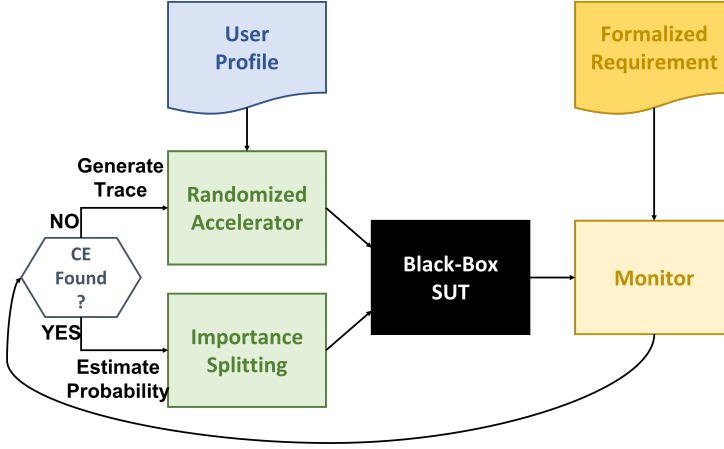 User
Profile
Formalized
Requirement
Generate
Trace
Randomized
Accelerator
NO
CE
Found
?
Black-Box
SUT
Monitor
YES
Importance
Splitting
Estimate
Probability